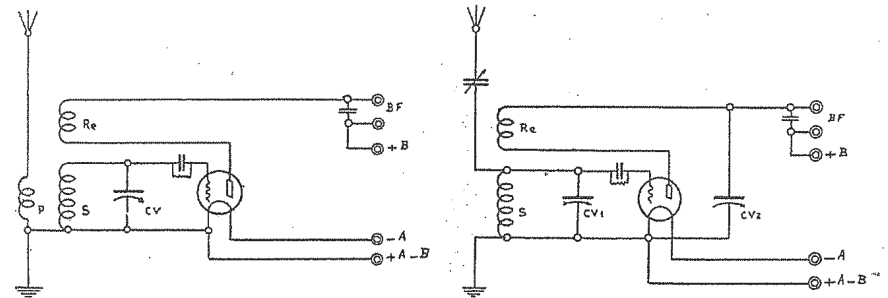 BF
Re
+B
P
S
CV
-A
+A-B
BF
Re
+B
S
CV1
CV2
-A
+A-B